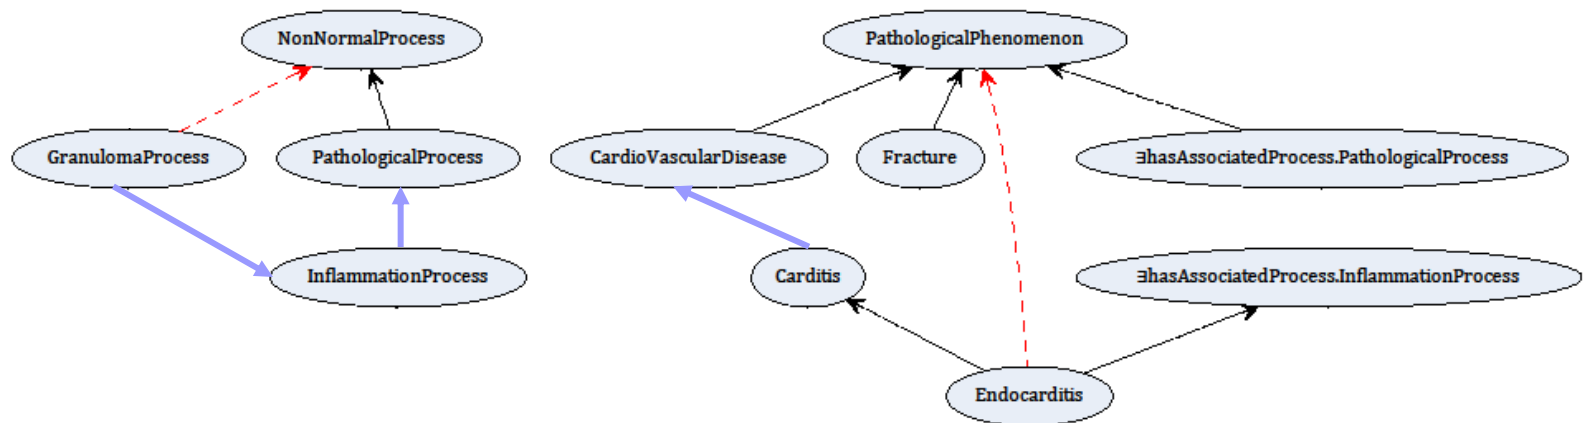 NonNormalProcess
PathologicalPhenomenon
GranulomaProcess
PathologicalProcess
CardioVascularDisease
Fracture
∃hasAssociatedProcess.PathologicalProcess
InflammationProcess
Carditis
∃hasAssociatedProcess.InflammationProcess
Endocarditis